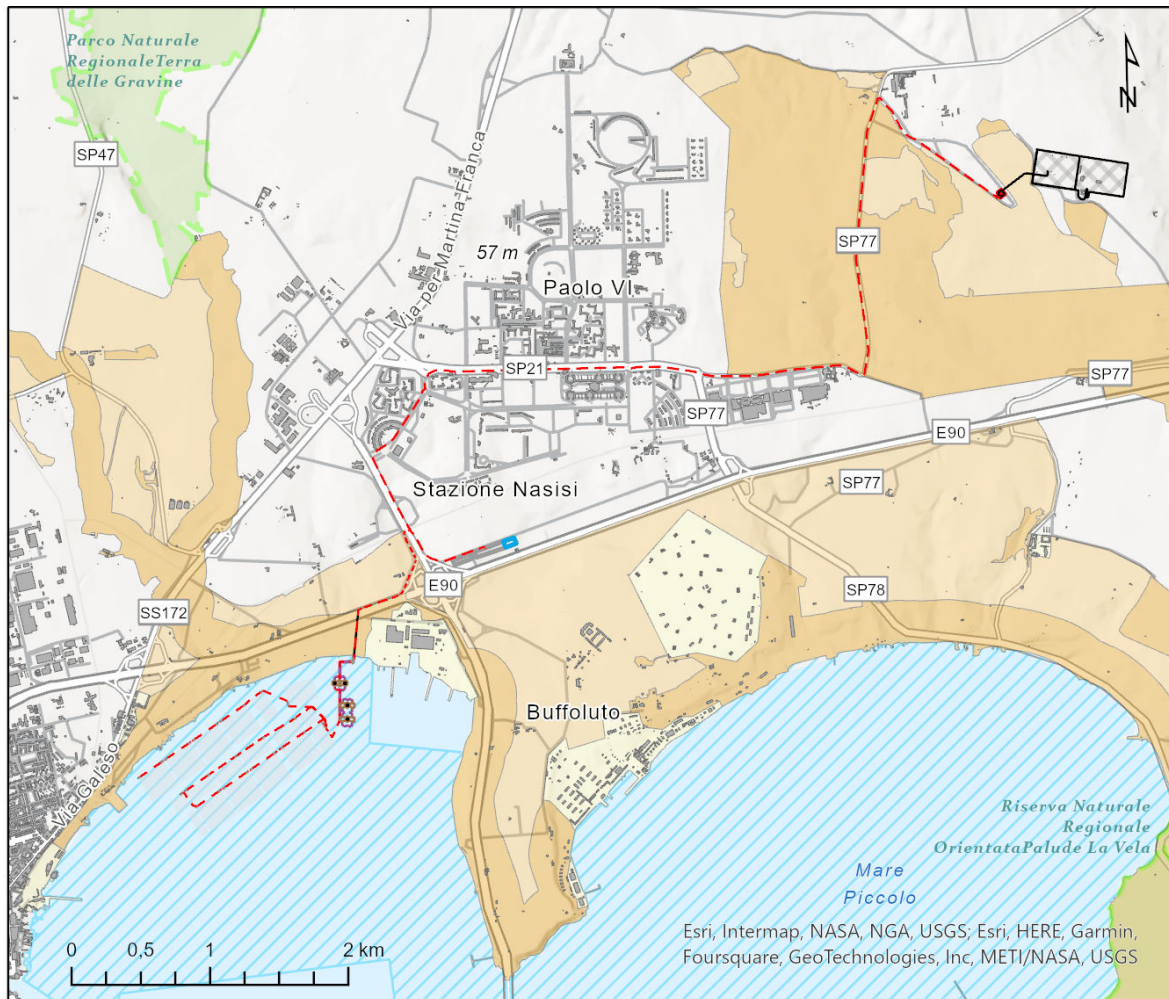 Parco Naturale
RegionaleTerra
delle Gravine
N
SP47
Via per Martina Franca
SP77
57 m
Paolo VI
SP21
SP77
SP77
E90
Stazione Nasisi
SP77
E90
SP78
SS172
Buffoluto
Via Galeso
Riserva Naturale
Regionale
OrientataPalude La Vela
Mare
Piccolo
0 0,5 1 2 km
Esri, Intermap, NASA, NGA, USGS; Esri, HERE, Garmin,
Foursquare, GeoTechnologies, Inc, METI/NASA, USGS